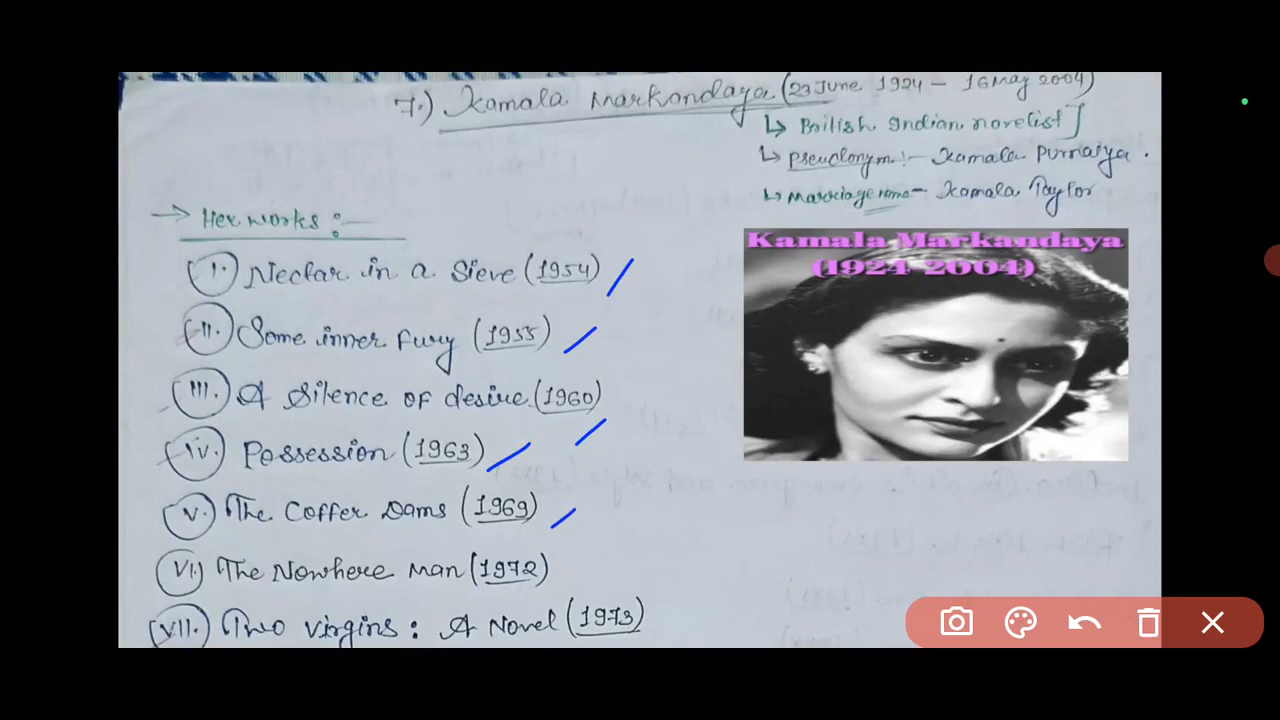 7.) Kamala Markandaya (23 June 1924 - 16 May 2004)
↳ British Indian novelist]
↳ Pseudonym :- Kamala Purnaiya.
↳ Marriage name - Kamala Taylor
→ Her works :-
I. Nectar in a Sieve (1954)
II. Some inner Fury (1955)
III. A Silence of desire (1960)
IV. Possession (1963)
V. The Coffer Dams (1969)
VI. The Nowhere Man (1972)
VII. Two Virgins : A Novel (1973)
Kamala Markandaya
(1924-2004)